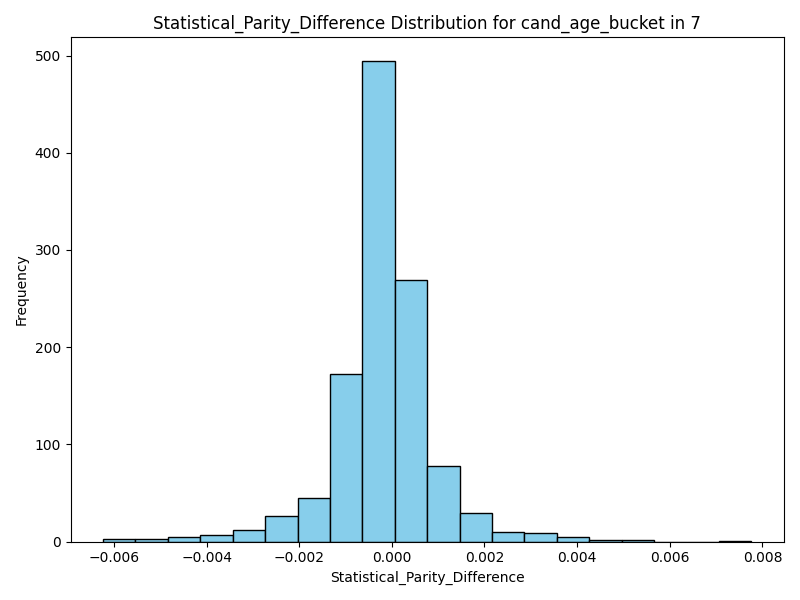 Statistical_Parity_Difference Distribution for cand_age_bucket in 7
500
400
300
200
100
0
Frequency
−0.006 −0.004 −0.002 0.000 0.002 0.004 0.006 0.008
Statistical_Parity_Difference